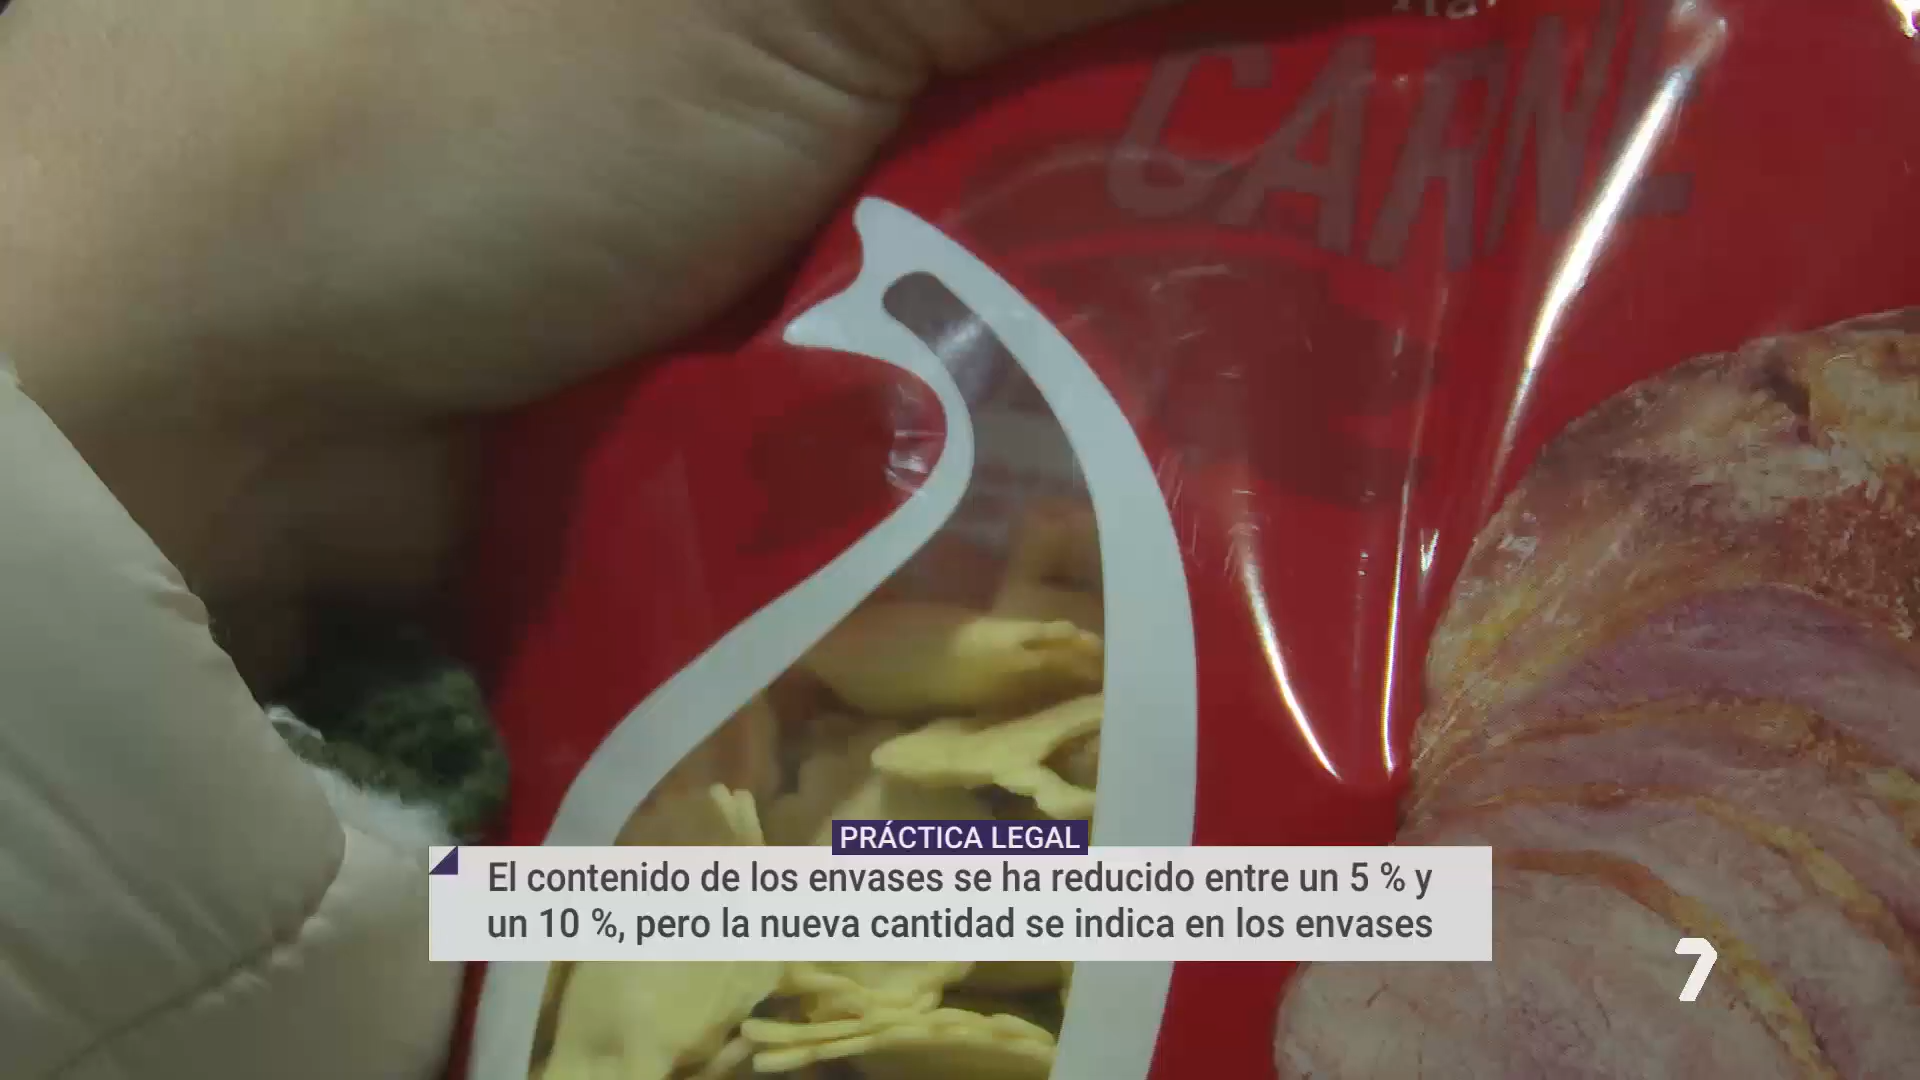 CARNE
PRÁCTICA LEGAL
El contenido de los envases se ha reducido entre un 5 % y
un 10 %, pero la nueva cantidad se indica en los envases
7